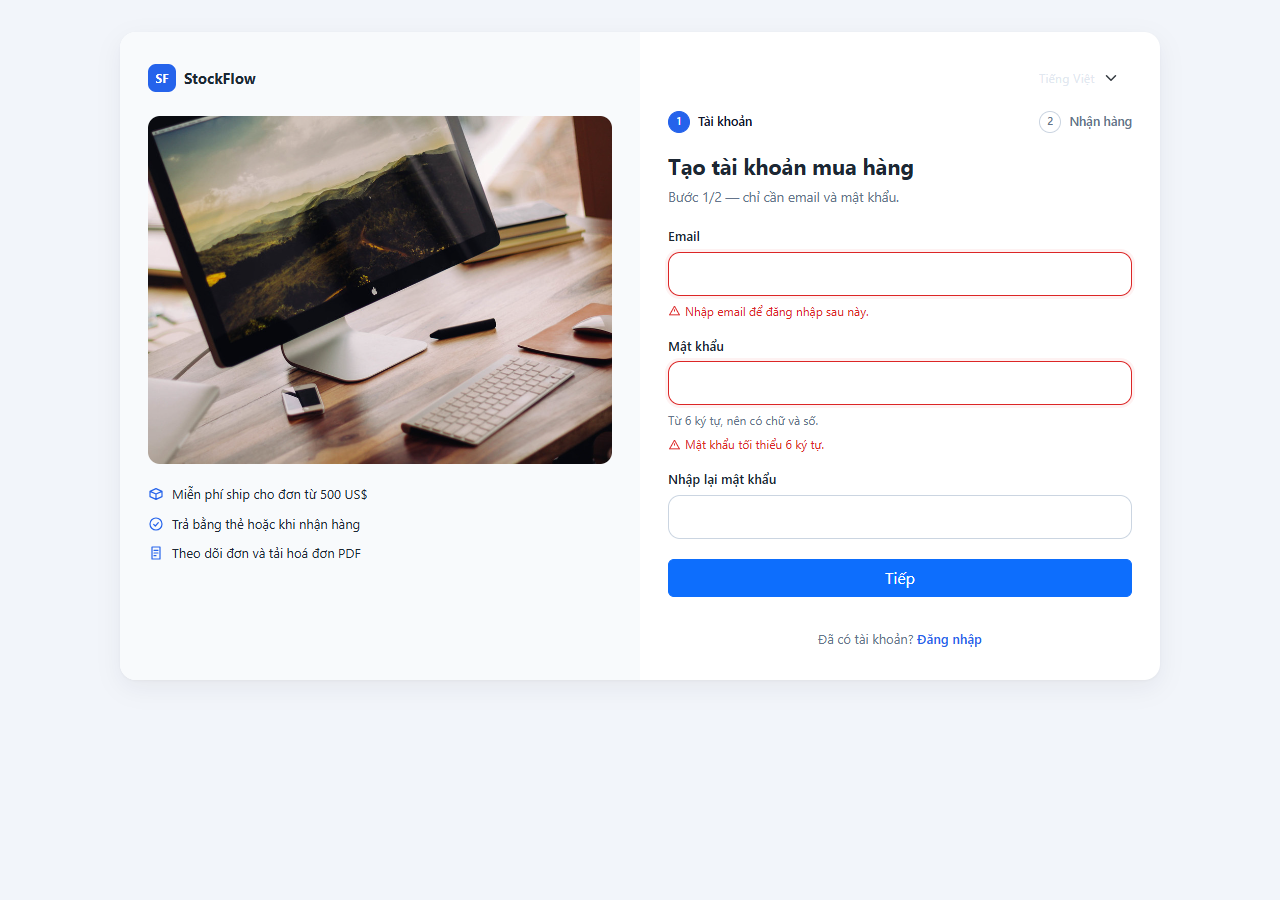 SF StockFlow
Miễn phí ship cho đơn từ 500 US$
Trả bằng thẻ hoặc khi nhận hàng
Theo dõi đơn và tải hoá đơn PDF
Tiếng Việt
1 Tài khoản
2 Nhận hàng
Tạo tài khoản mua hàng
Bước 1/2 — chỉ cần email và mật khẩu.
Email
Nhập email để đăng nhập sau này.
Mật khẩu
Từ 6 ký tự, nên có chữ và số.
Mật khẩu tối thiểu 6 ký tự.
Nhập lại mật khẩu
Tiếp
Đã có tài khoản? Đăng nhập